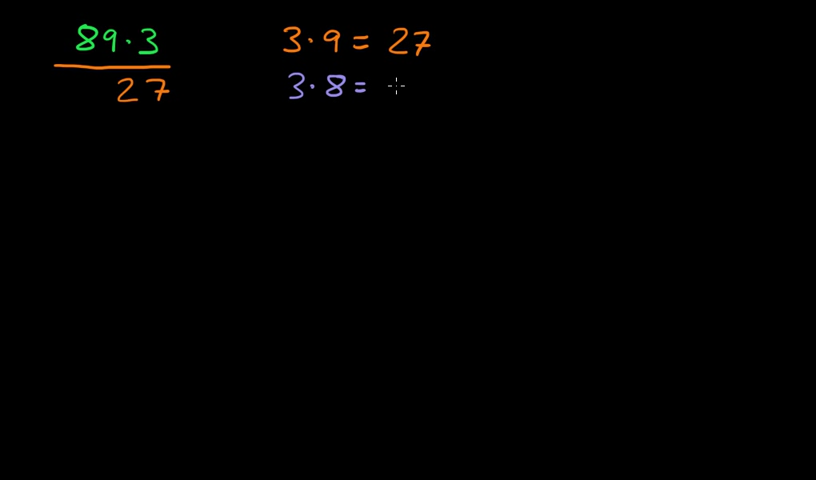 89·3 3·9 = 27
27 3·8 =